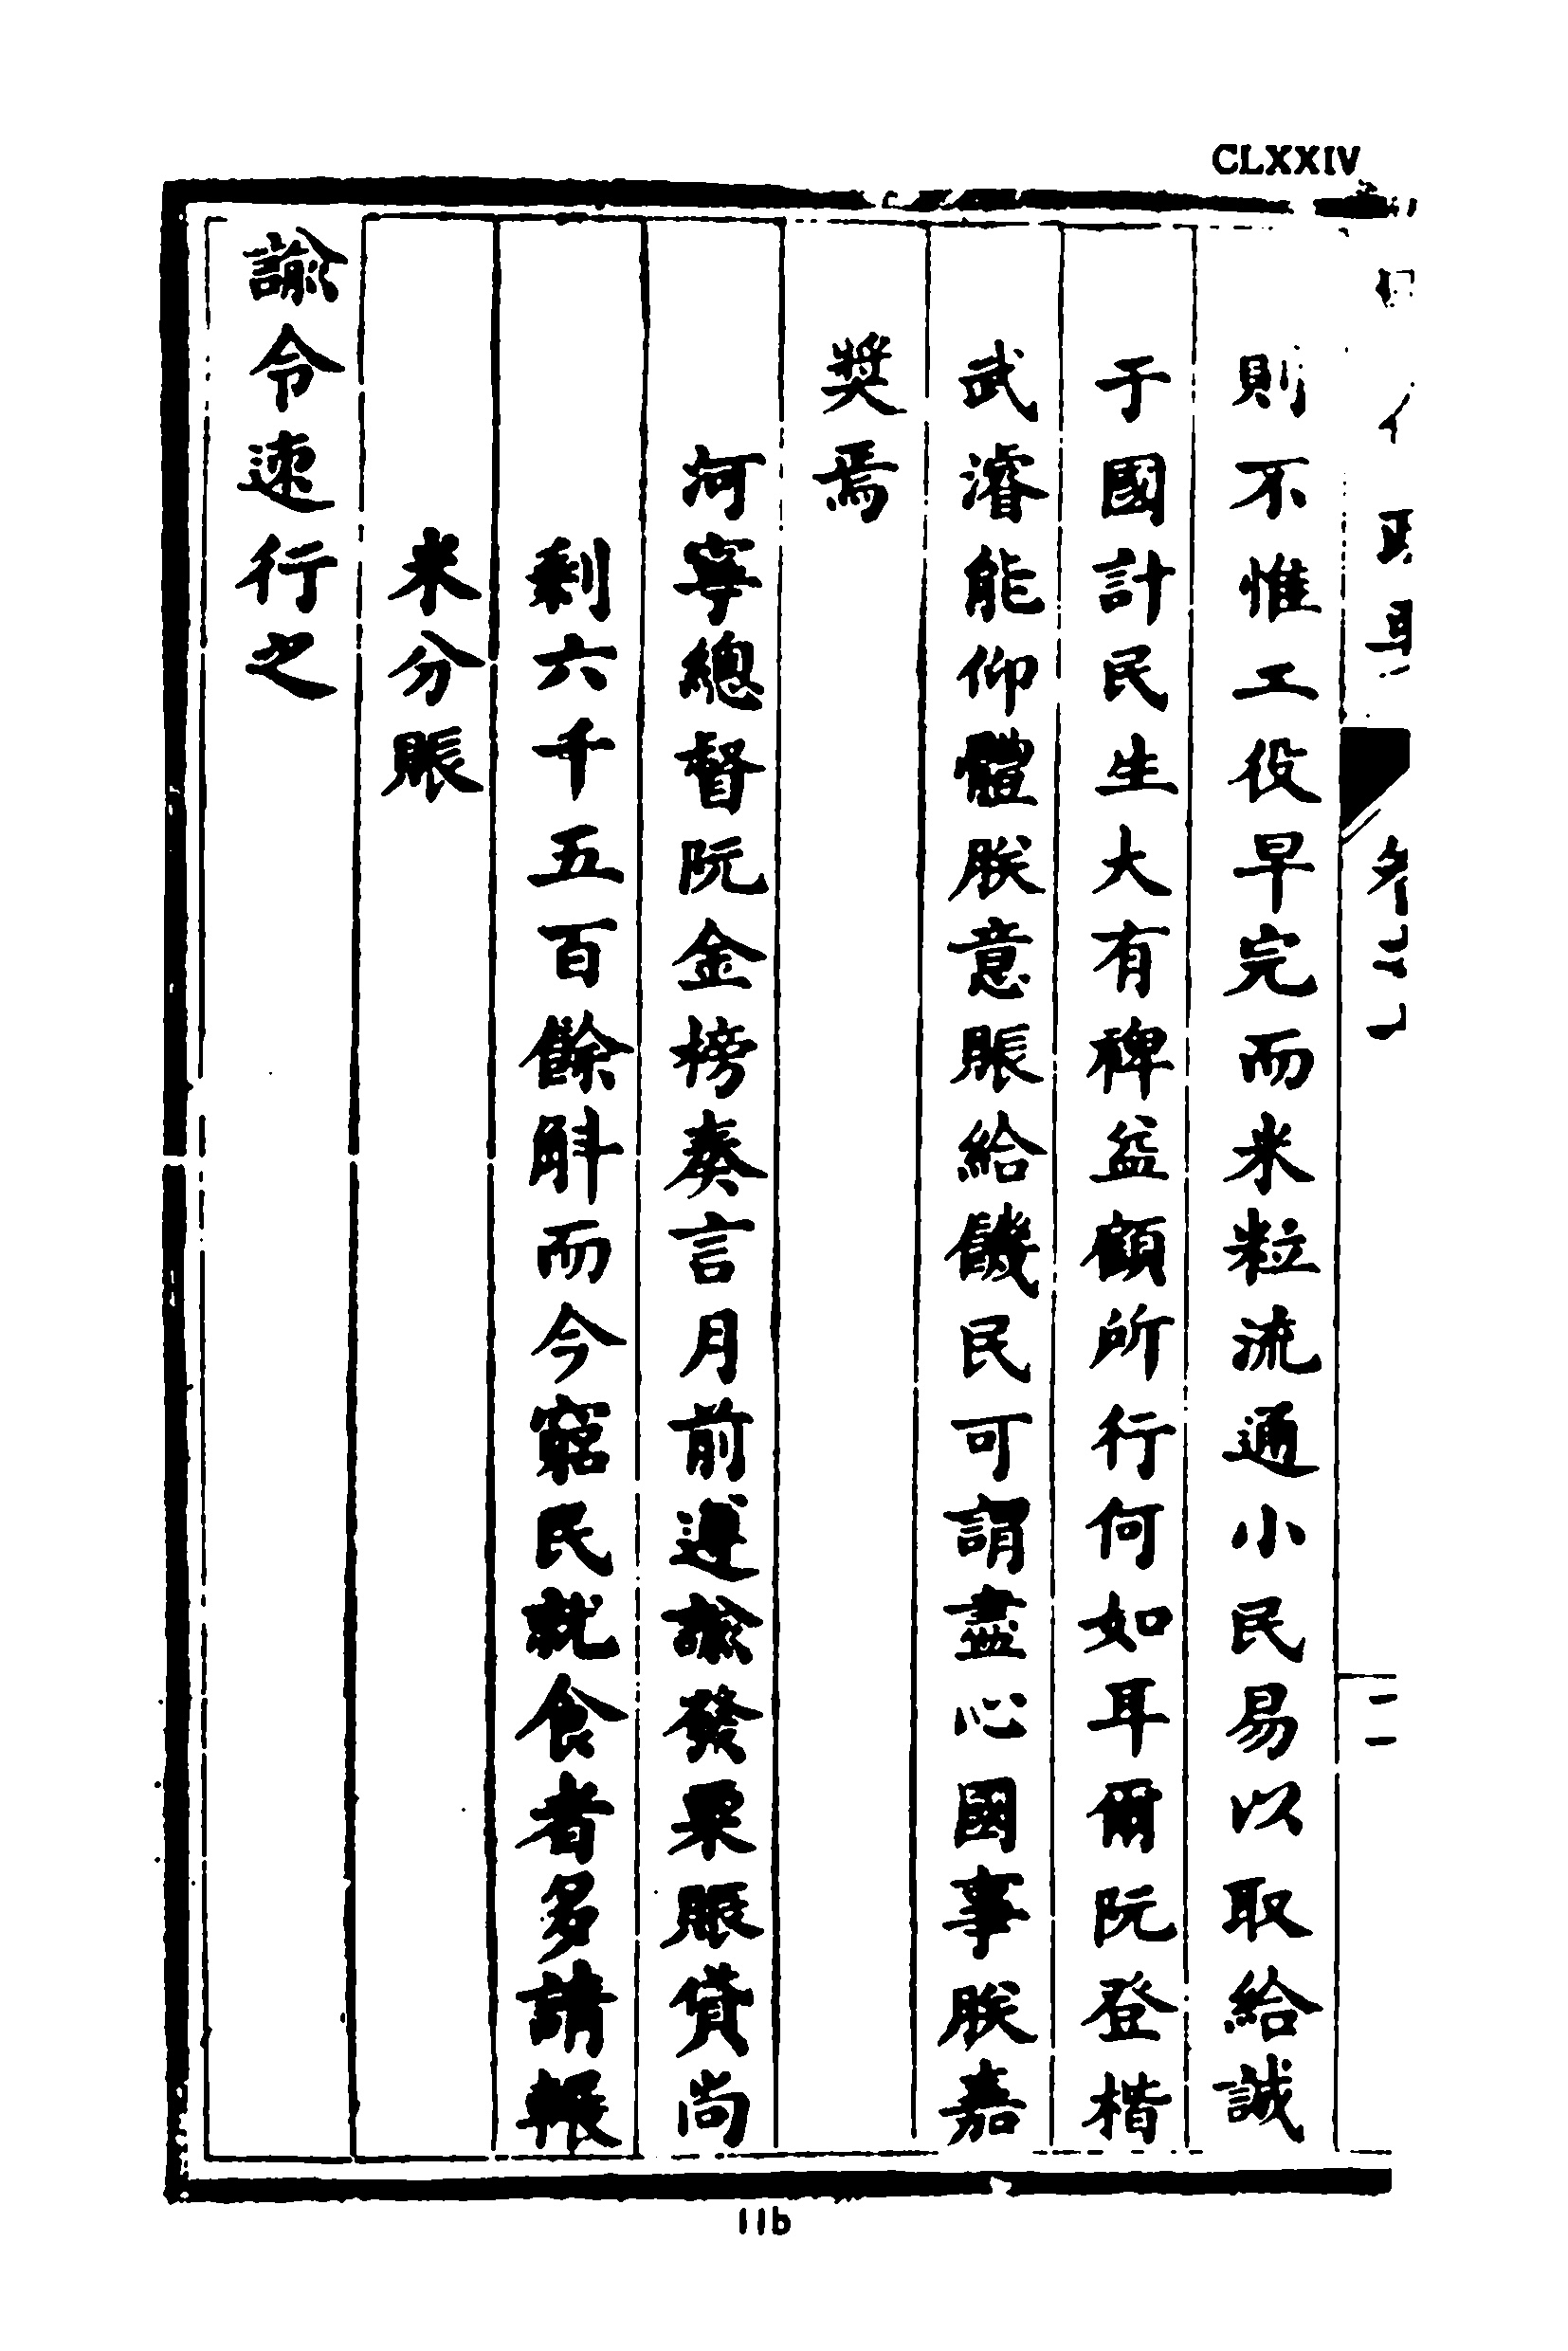 CLXXIV
則不惟工役早完而米粒流通小民易以取給誠
于國計民生大有裨益顧所行何如耳爾阮登楷
武濬能仰體朕意賑給饑民可謂盡心國事朕嘉
奬焉
河寧總督阮金榜奏言月前遵諭發粟賑貸尚
剩六千五百餘斛而今窮民就食者多請輒
米分賑
諭令速行之
二
11b